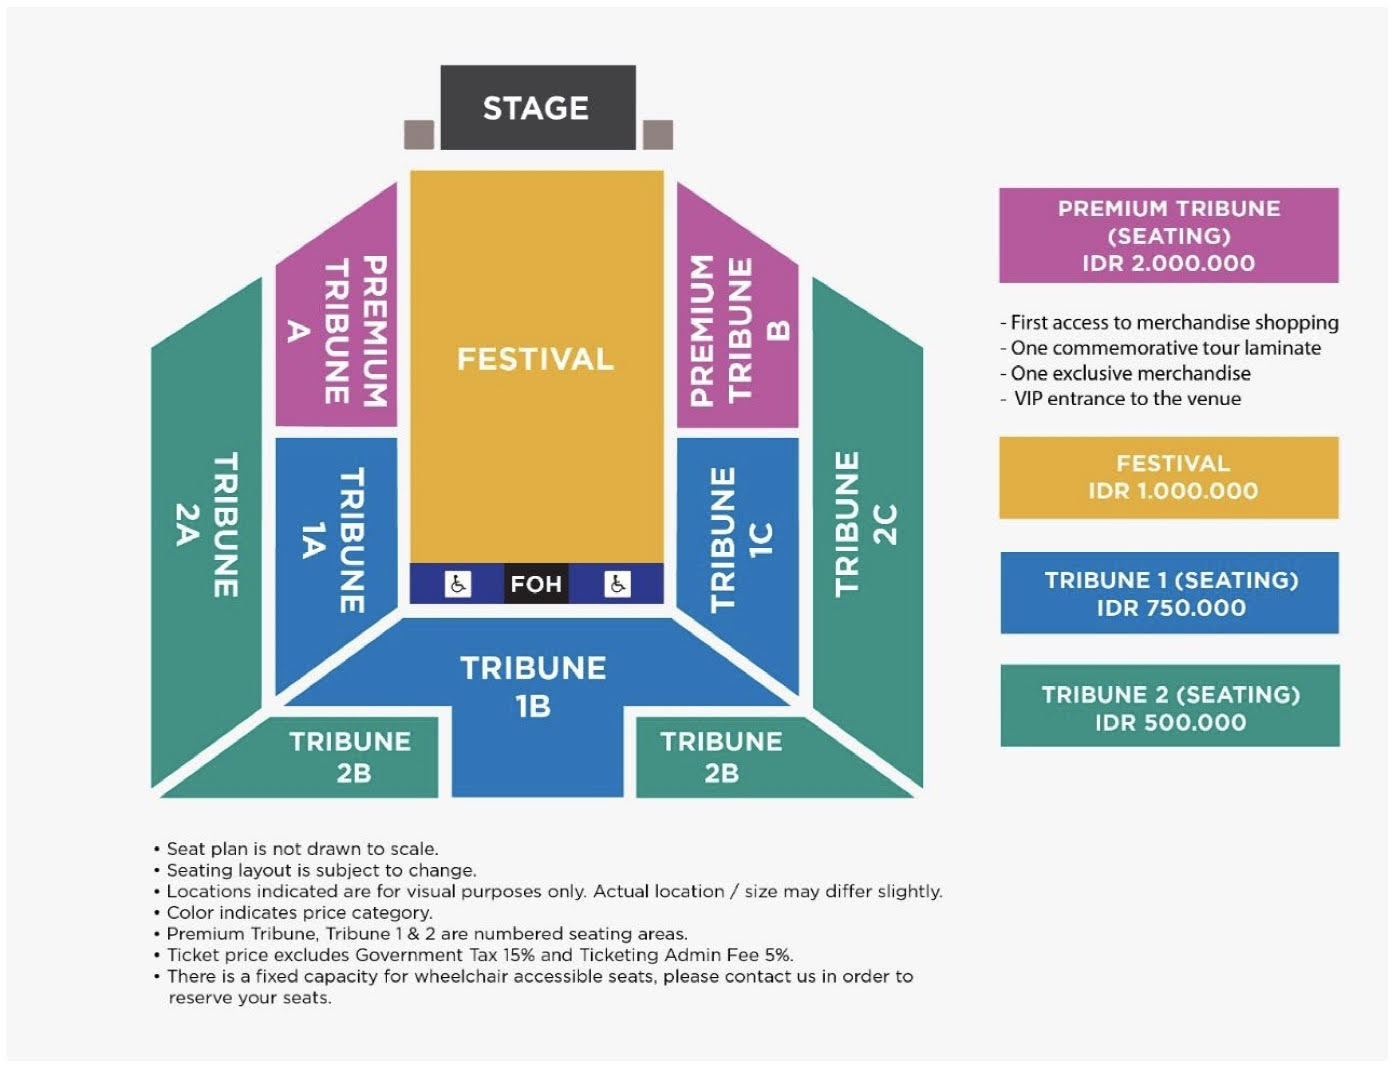 STAGE
PREMIUM
TRIBUNE
A
FESTIVAL
PREMIUM
TRIBUNE
B
TRIBUNE
2A
TRIBUNE
1A
TRIBUNE
1C
TRIBUNE
2C
FOH
TRIBUNE
1B
TRIBUNE
2B
TRIBUNE
2B
PREMIUM TRIBUNE
(SEATING)
IDR 2.000.000
- First access to merchandise shopping
- One commemorative tour laminate
- One exclusive merchandise
- VIP entrance to the venue
FESTIVAL
IDR 1.000.000
TRIBUNE 1 (SEATING)
IDR 750.000
TRIBUNE 2 (SEATING)
IDR 500.000
• Seat plan is not drawn to scale.
• Seating layout is subject to change.
• Locations indicated are for visual purposes only. Actual location / size may differ slightly.
• Color indicates price category.
• Premium Tribune, Tribune 1 & 2 are numbered seating areas.
• Ticket price excludes Government Tax 15% and Ticketing Admin Fee 5%.
• There is a fixed capacity for wheelchair accessible seats, please contact us in order to
reserve your seats.